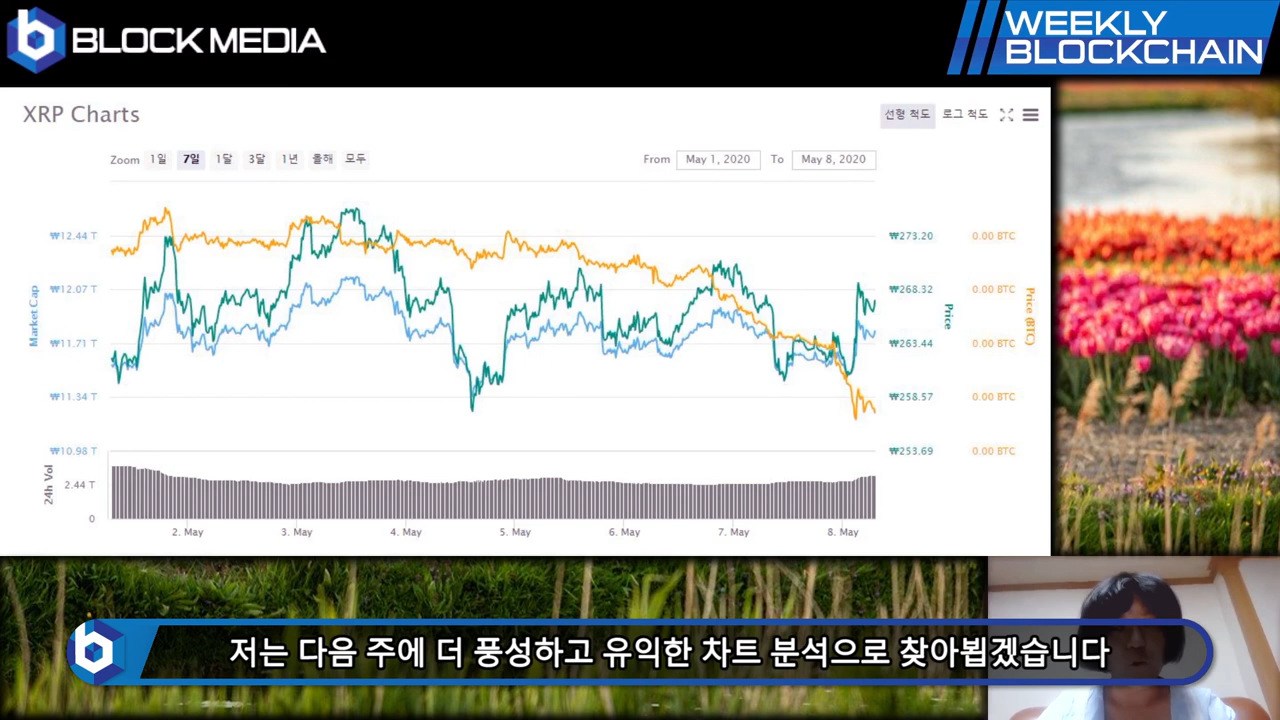 BLOCK MEDIA
WEEKLY
BLOCKCHAIN
XRP Charts
선형 척도 로그 척도
Zoom 1일 7일 1달 3달 1년 올해 모두
From May 1, 2020 To May 8, 2020
₩12.44 T ₩273.20 0.00 BTC
₩12.07 T ₩268.32 0.00 BTC
₩11.71 T ₩263.44 0.00 BTC
₩11.34 T ₩258.57 0.00 BTC
₩10.98 T ₩253.69 0.00 BTC
Market Cap
Price
Price (BTC)
24h Vol
2.44 T
0
2. May 3. May 4. May 5. May 6. May 7. May 8. May
저는 다음 주에 더 풍성하고 유익한 차트 분석으로 찾아뵙겠습니다